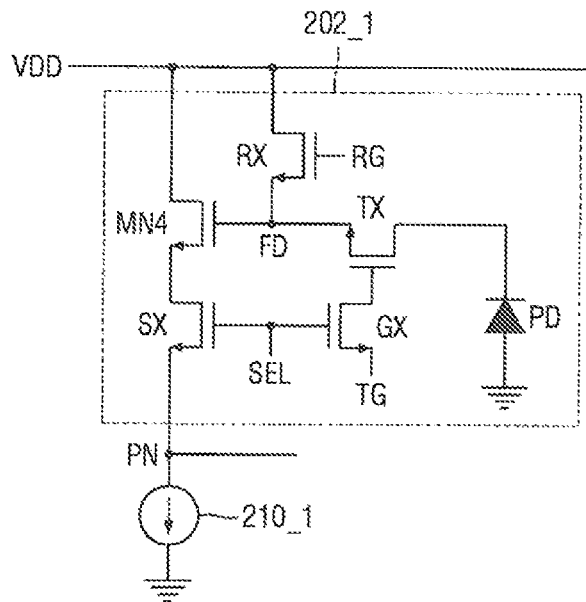 202_1
VDD
RX
RG
MN4
FD
TX
SX
GX
PD
SEL
TG
PN
210_1